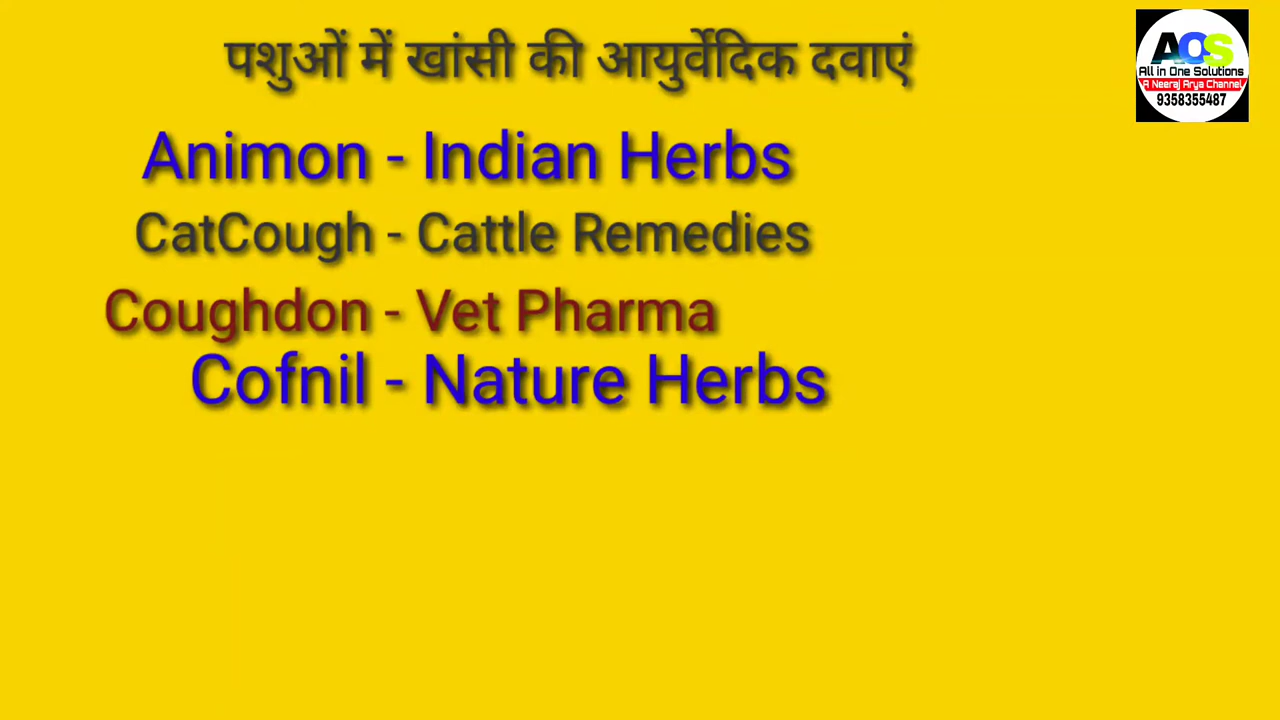 पशुओं में खांसी की आयुर्वेदिक दवाएं
AOS
All in One Solutions
A Neeraj Arya Channel
9358355487
Animon - Indian Herbs
CatCough - Cattle Remedies
Coughdon - Vet Pharma
Cofnil - Nature Herbs